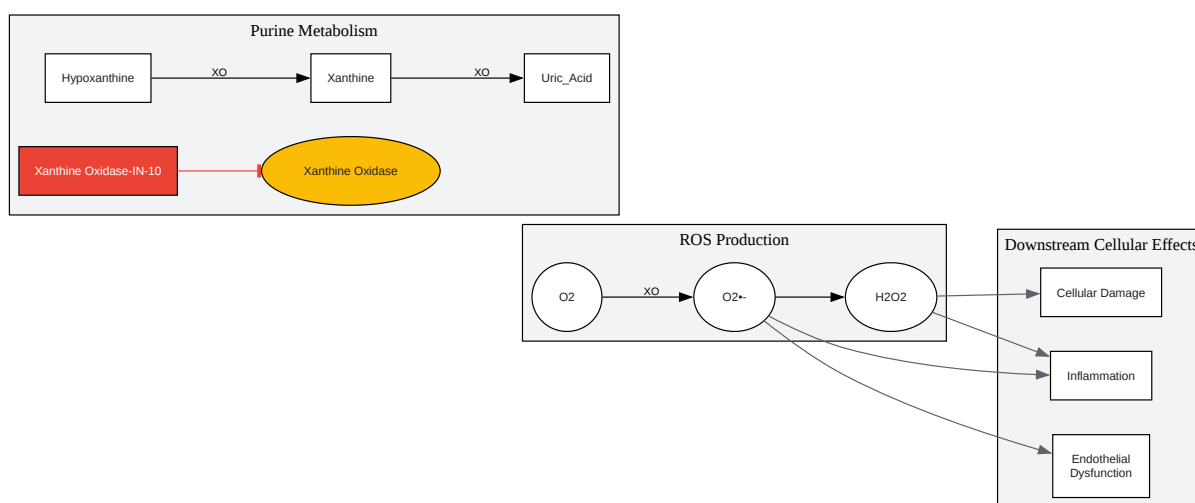 Purine Metabolism
Hypoxanthine
XO
Xanthine
XO
Uric_Acid
Xanthine Oxidase-IN-10
Xanthine Oxidase
ROS Production
O2
XO
O2•-
H2O2
Downstream Cellular Effects
Cellular Damage
Inflammation
Endothelial
Dysfunction